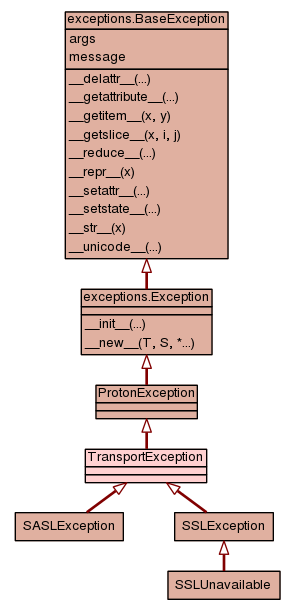 exceptions.BaseException
args
message
__delattr__(...)
__getattribute__(...)
__getitem__(x, y)
__getslice__(x, i, j)
__reduce__(...)
__repr__(x)
__setattr__(...)
__setstate__(...)
__str__(x)
__unicode__(...)
exceptions.Exception
__init__(...)
__new__(T, S, *...)
ProtonException
TransportException
SASLException
SSLException
SSLUnavailable